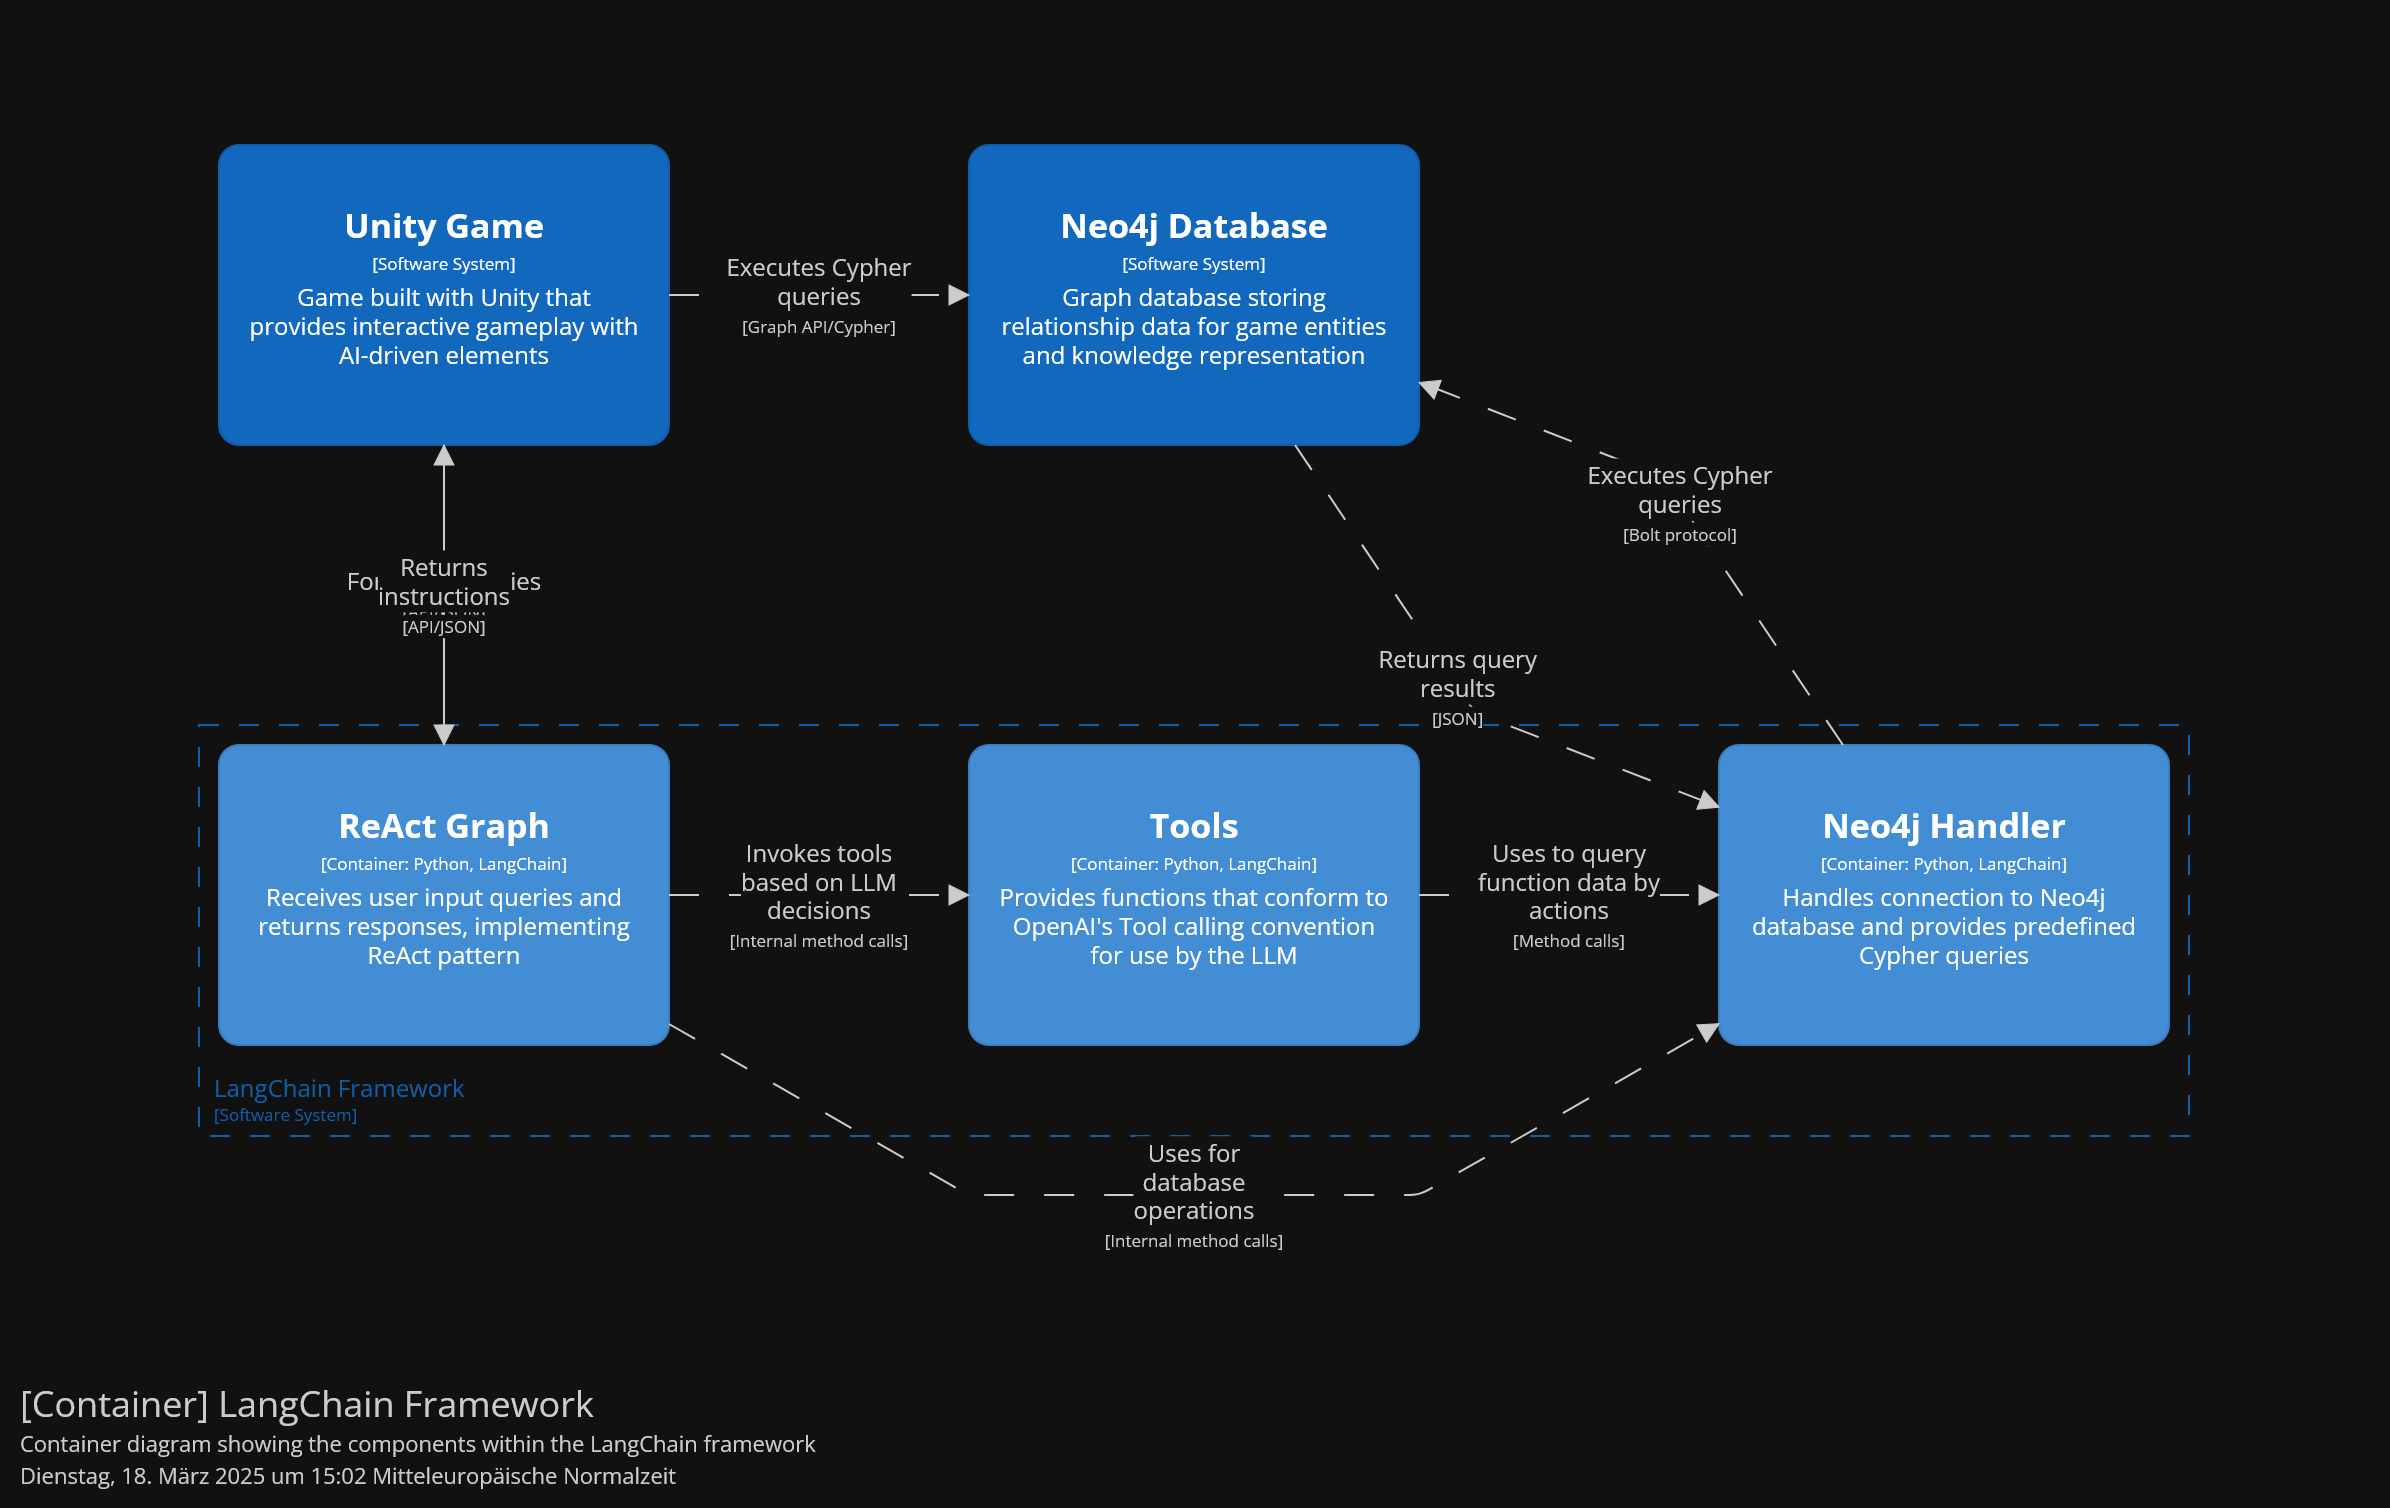 Unity Game
[Software System]
Game built with Unity that
provides interactive gameplay with
AI-driven elements
Executes Cypher
queries
[Graph API/Cypher]
Neo4j Database
[Software System]
Graph database storing
relationship data for game entities
and knowledge representation
Executes Cypher
queries
[Bolt protocol]
Returns
instructions
[API/JSON]
Returns query
results
[JSON]
ReAct Graph
[Container: Python, LangChain]
Receives user input queries and
returns responses, implementing
ReAct pattern
Invokes tools
based on LLM
decisions
[Internal method calls]
Tools
[Container: Python, LangChain]
Provides functions that conform to
OpenAI's Tool calling convention
for use by the LLM
Uses to query
function data by
actions
[Method calls]
Neo4j Handler
[Container: Python, LangChain]
Handles connection to Neo4j
database and provides predefined
Cypher queries
LangChain Framework
[Software System]
Uses for
database
operations
[Internal method calls]
[Container] LangChain Framework
Container diagram showing the components within the LangChain framework
Dienstag, 18. März 2025 um 15:02 Mitteleuropäische Normalzeit